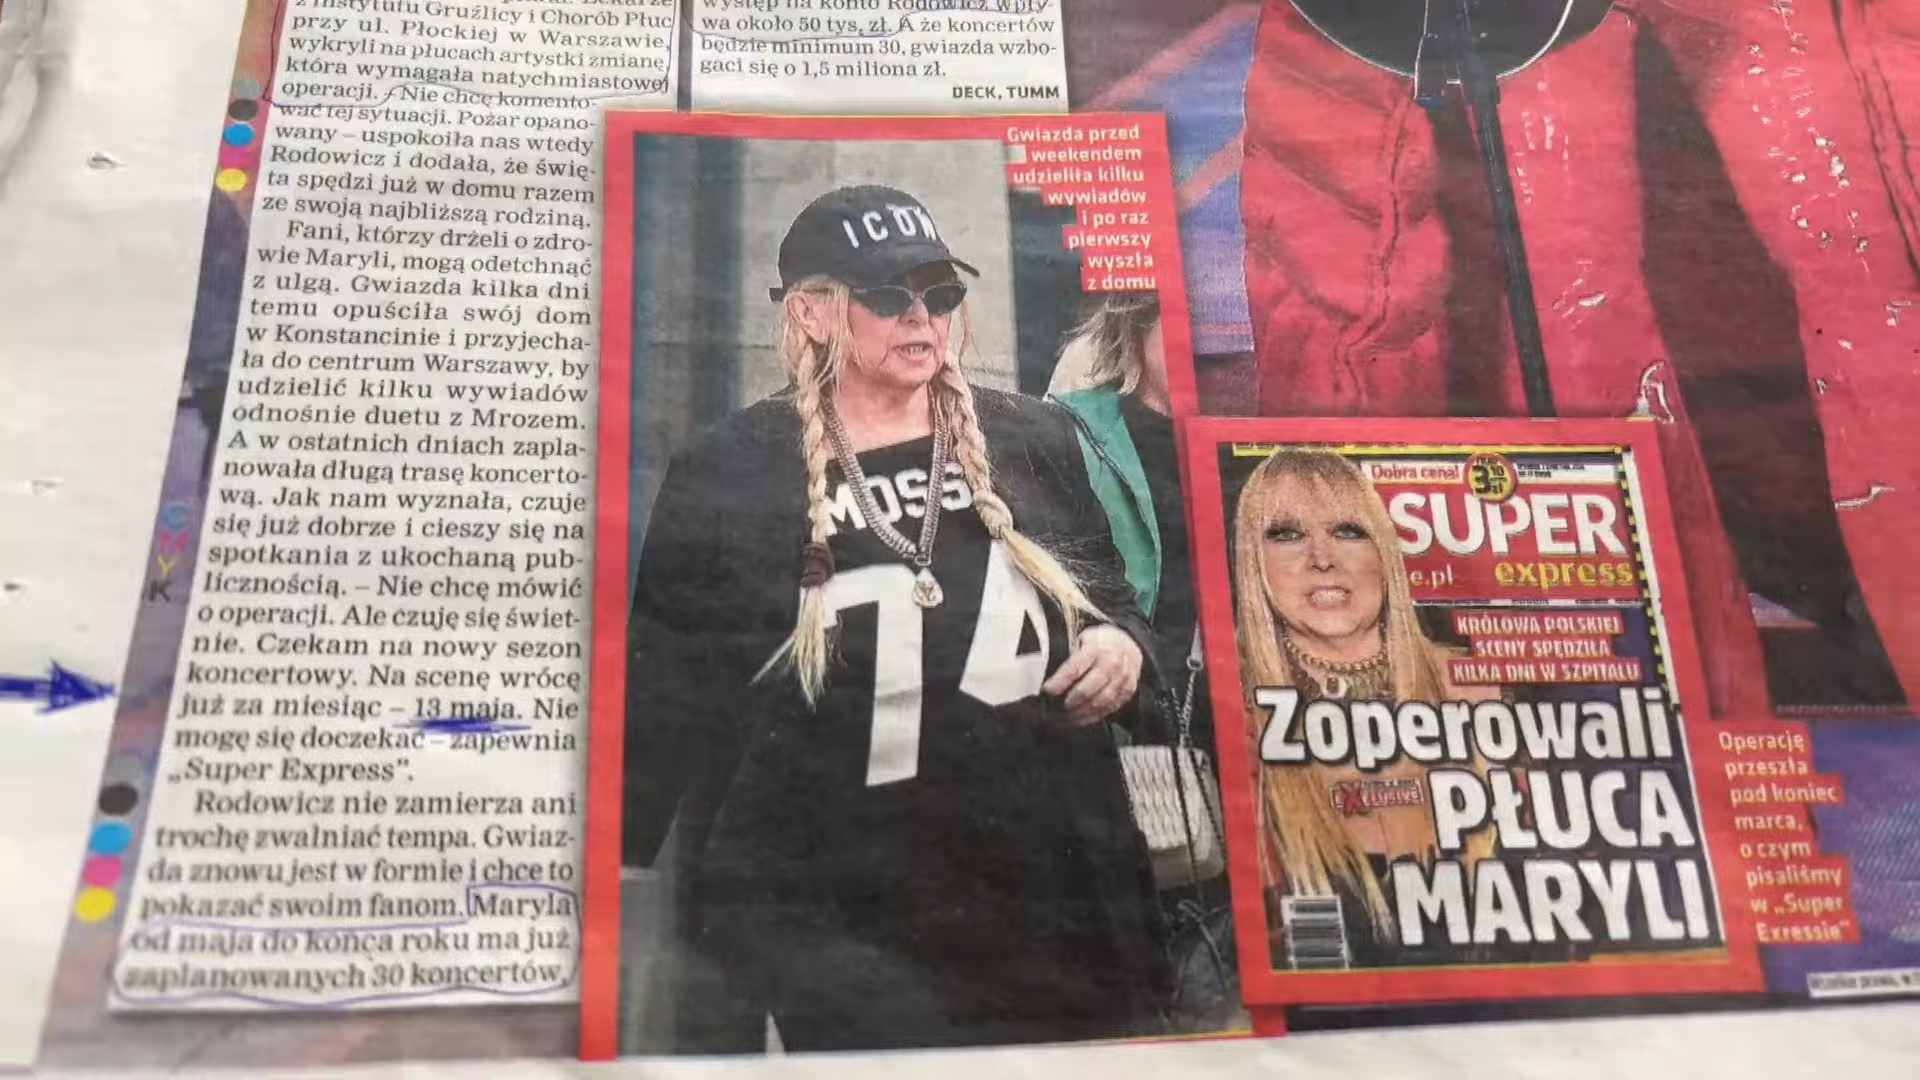 z Instytutu Gruźlicy i Chorób Płuc
przy ul. Płockiej w Warszawie,
wykryli na płucach artystki zmianę,
która wymagała natychmiastowej
operacji. – Nie chcę komento-
wać tej sytuacji. Pożar opano-
wany – uspokoiła nas wtedy
Rodowicz i dodała, że świę-
ta spędzi już w domu razem
ze swoją najbliższą rodziną.
Fani, którzy drżeli o zdro-
wie Maryli, mogą odetchnąć
z ulgą. Gwiazda kilka dni
temu opuściła swój dom
w Konstancinie i przyjecha-
ła do centrum Warszawy, by
udzielić kilku wywiadów
odnośnie duetu z Mrozem.
A w ostatnich dniach zapla-
nowała długą trasę koncerto-
wą. Jak nam wyznała, czuje
się już dobrze i cieszy się na
spotkania z ukochaną pub-
licznością. – Nie chcę mówić
o operacji. Ale czuję się świet-
nie. Czekam na nowy sezon
koncertowy. Na scenę wrócę
już za miesiąc – 13 maja. Nie
mogę się doczekać – zapewnia
„Super Express”.
Rodowicz nie zamierza ani
trochę zwalniać tempa. Gwiaz-
da znowu jest w formie i chce to
pokazać swoim fanom. Maryla
od maja do końca roku ma już
zaplanowanych 30 koncertów,
występ na konto Rodowicz wpły-
wa około 50 tys. zł. A że koncertów
będzie minimum 30, gwiazda wzbo-
gaci się o 1,5 miliona zł.
DECK, TUMM
Gwiazda przed
weekendem
udzieliła kilku
wywiadów
i po raz
pierwszy
wyszła
z domu
ICON
MOSS
74
Dobra cena!
3 10 zł
SUPER
e.pl express
KRÓLOWA POLSKIEJ
SCENY SPĘDZIŁA
KILKA DNI W SZPITALU
Zoperowali
EXCLUSIVE
PŁUCA
MARYLI
Operację
przeszła
pod koniec
marca,
o czym
pisaliśmy
w „Super
Exressie”
C
M
Y
K